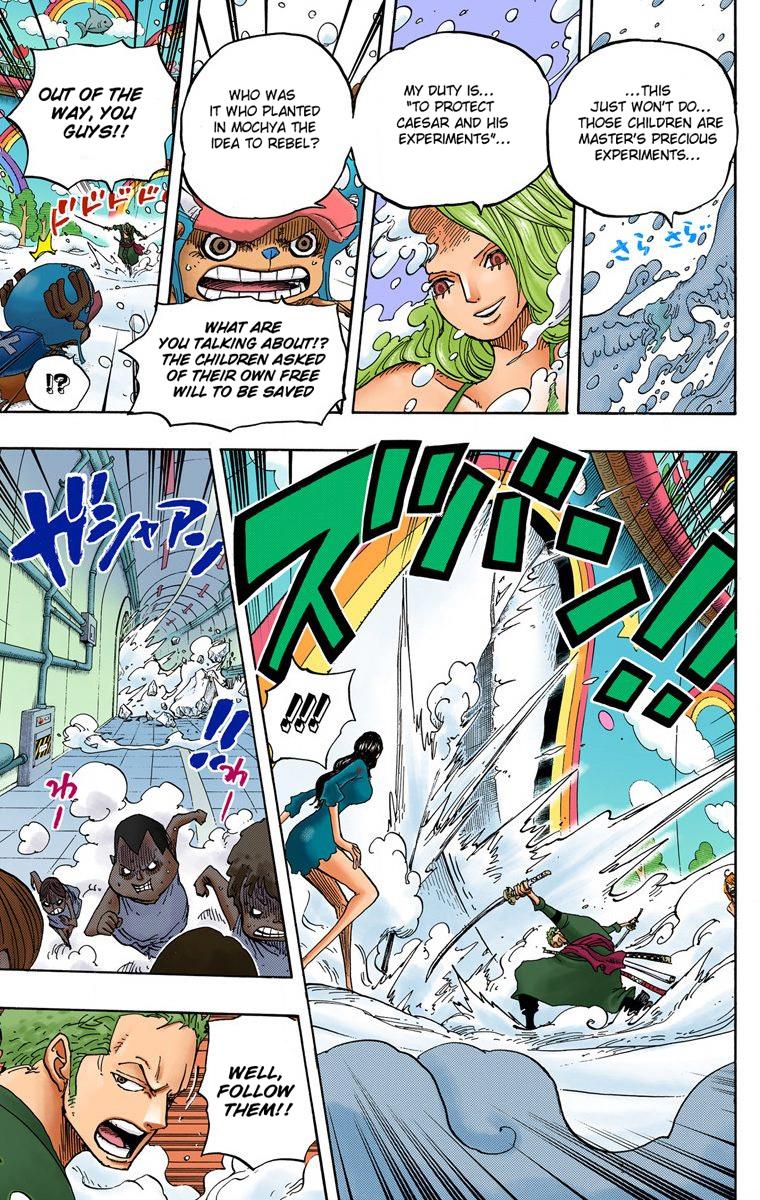 ...THIS
JUST WON'T DO...
THOSE CHILDREN ARE
MASTER'S PRECIOUS
EXPERIMENTS...
さら さらっ
MY DUTY IS...
"TO PROTECT
CAESAR AND HIS
EXPERIMENTS"...
WHO WAS
IT WHO PLANTED
IN MOCHYA THE
IDEA TO REBEL?
WHAT ARE
YOU TALKING ABOUT!?
THE CHILDREN ASKED
OF THEIR OWN FREE
WILL TO BE SAVED
OUT OF THE
WAY, YOU
GUYS!!
ドドドドド
!?
ズバン!!
!!!
ガシャアン
!!
わー
わー
WELL,
FOLLOW
THEM!!